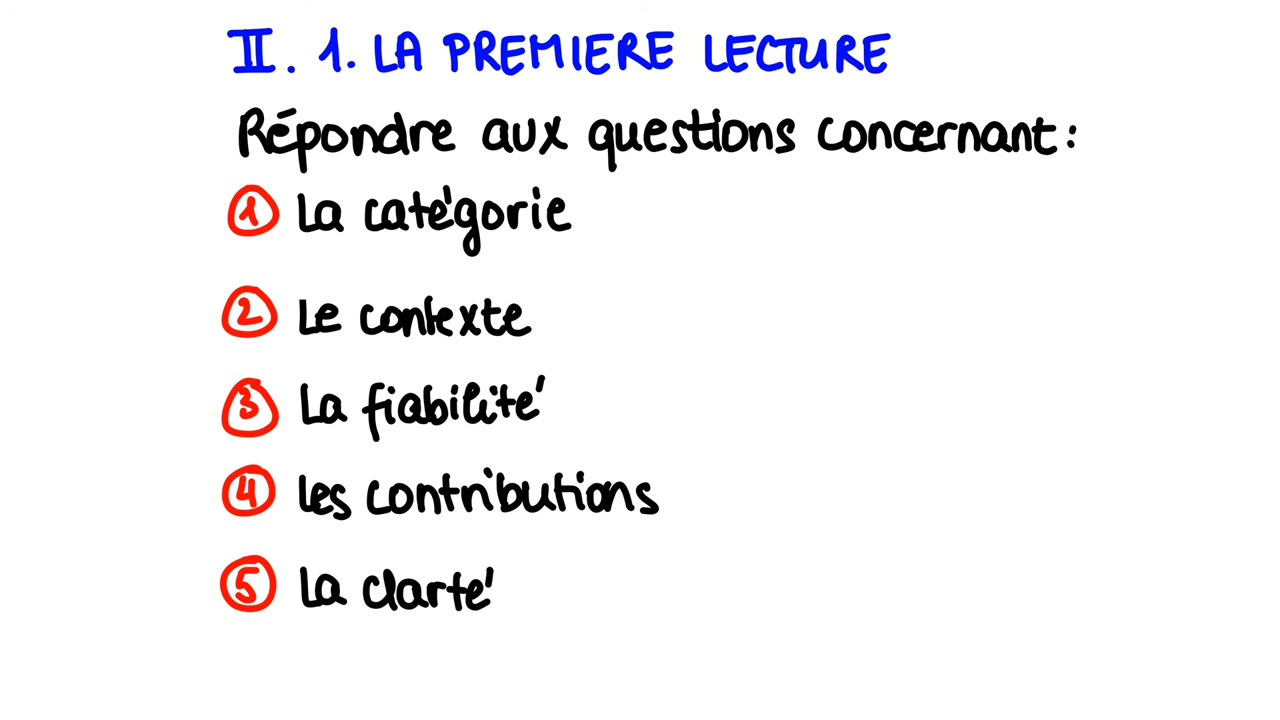 II. 1. LA PREMIERE LECTURE
Répondre aux questions concernant :
1 La catégorie
2 Le contexte
3 La fiabilité
4 Les contributions
5 La clarté